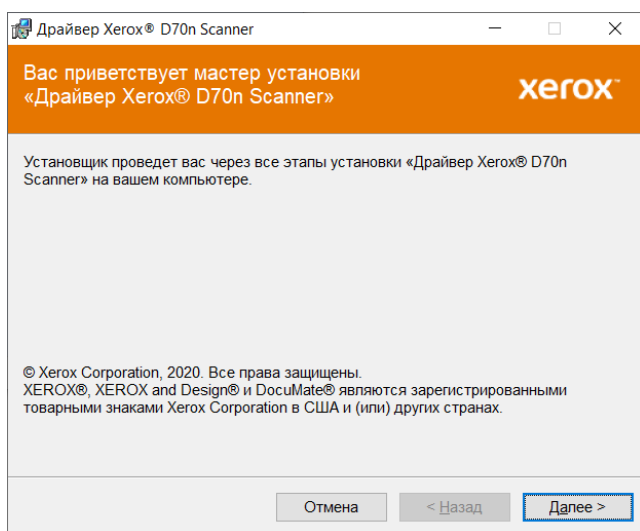 Драйвер Xerox® D70n Scanner
Вас приветствует мастер установки
«Драйвер Xerox® D70n Scanner»
xerox™
Установщик проведет вас через все этапы установки «Драйвер Xerox® D70n
Scanner» на вашем компьютере.
© Xerox Corporation, 2020. Все права защищены.
XEROX®, XEROX and Design® и DocuMate® являются зарегистрированными
товарными знаками Xerox Corporation в США и (или) других странах.
Отмена
< Назад
Далее >